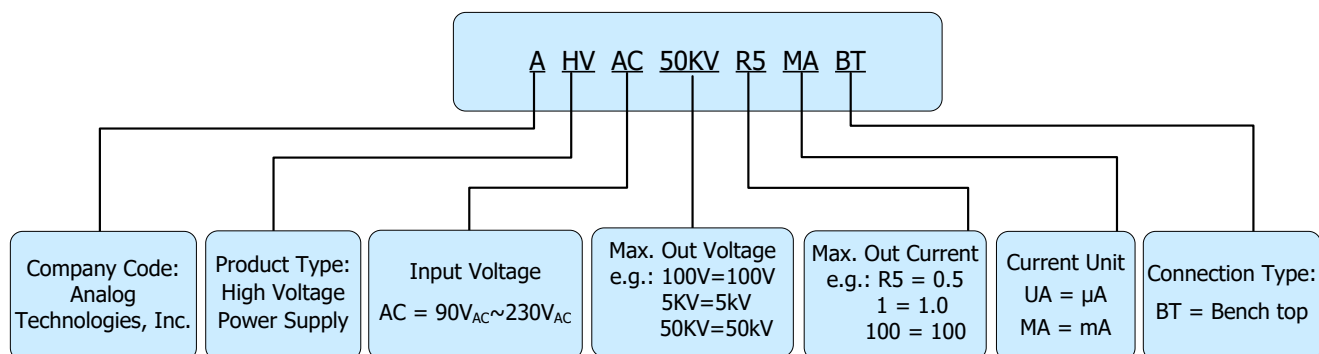 A HV AC 50KV R5 MA BT
Company Code:
Analog
Technologies, Inc.
Product Type:
High Voltage
Power Supply
Input Voltage
AC = 90VAC~230VAC
Max. Out Voltage
e.g.: 100V=100V
5KV=5kV
50KV=50kV
Max. Out Current
e.g.: R5 = 0.5
1 = 1.0
100 = 100
Current Unit
UA = µA
MA = mA
Connection Type:
BT = Bench top